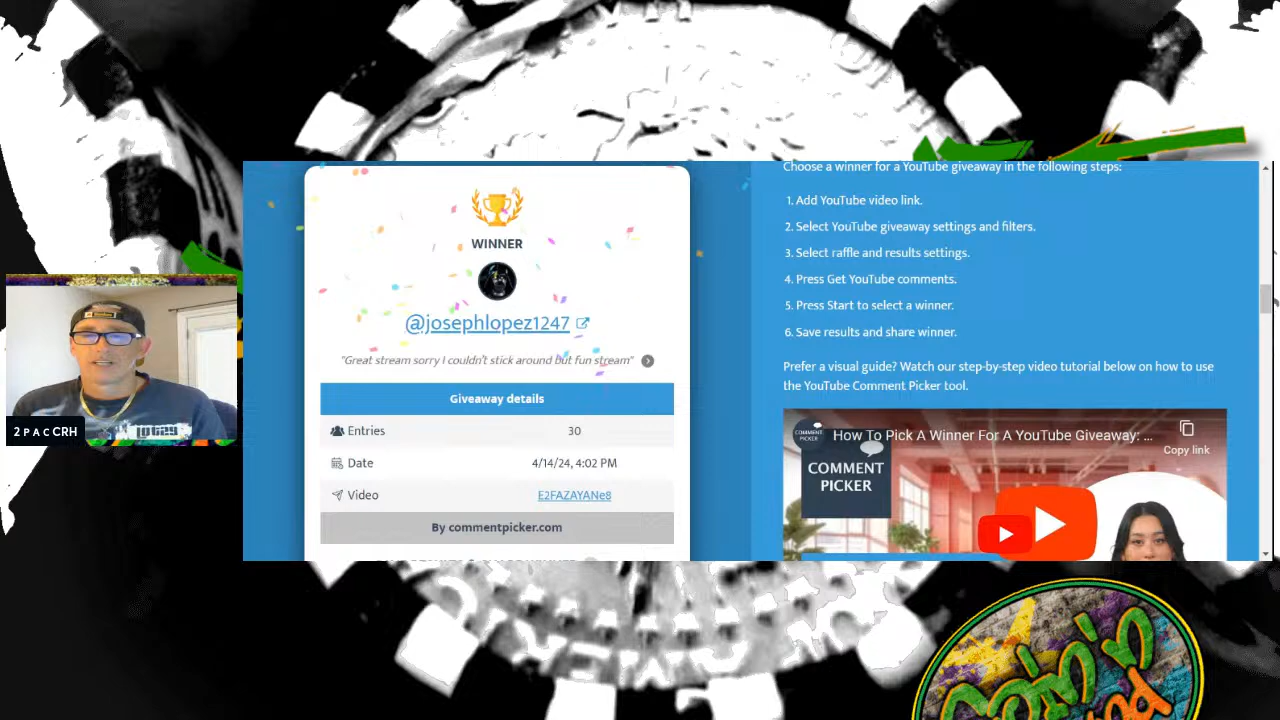 Choose a winner for a YouTube giveaway in the following steps:
1. Add YouTube video link.
2. Select YouTube giveaway settings and filters.
3. Select raffle and results settings.
4. Press Get YouTube comments.
5. Press Start to select a winner.
6. Save results and share winner.
Prefer a visual guide? Watch our step-by-step video tutorial below on how to use
the YouTube Comment Picker tool.
COMMENT
PICKER
How To Pick A Winner For A YouTube Giveaway: ...
Copy link
COMMENT
PICKER
WINNER
@josephlopez1247
"Great stream sorry I couldn't stick around but fun stream"
Giveaway details
Entries 30
Date 4/14/24, 4:02 PM
Video E2FAZAYANe8
By commentpicker.com
2 P A C CRH